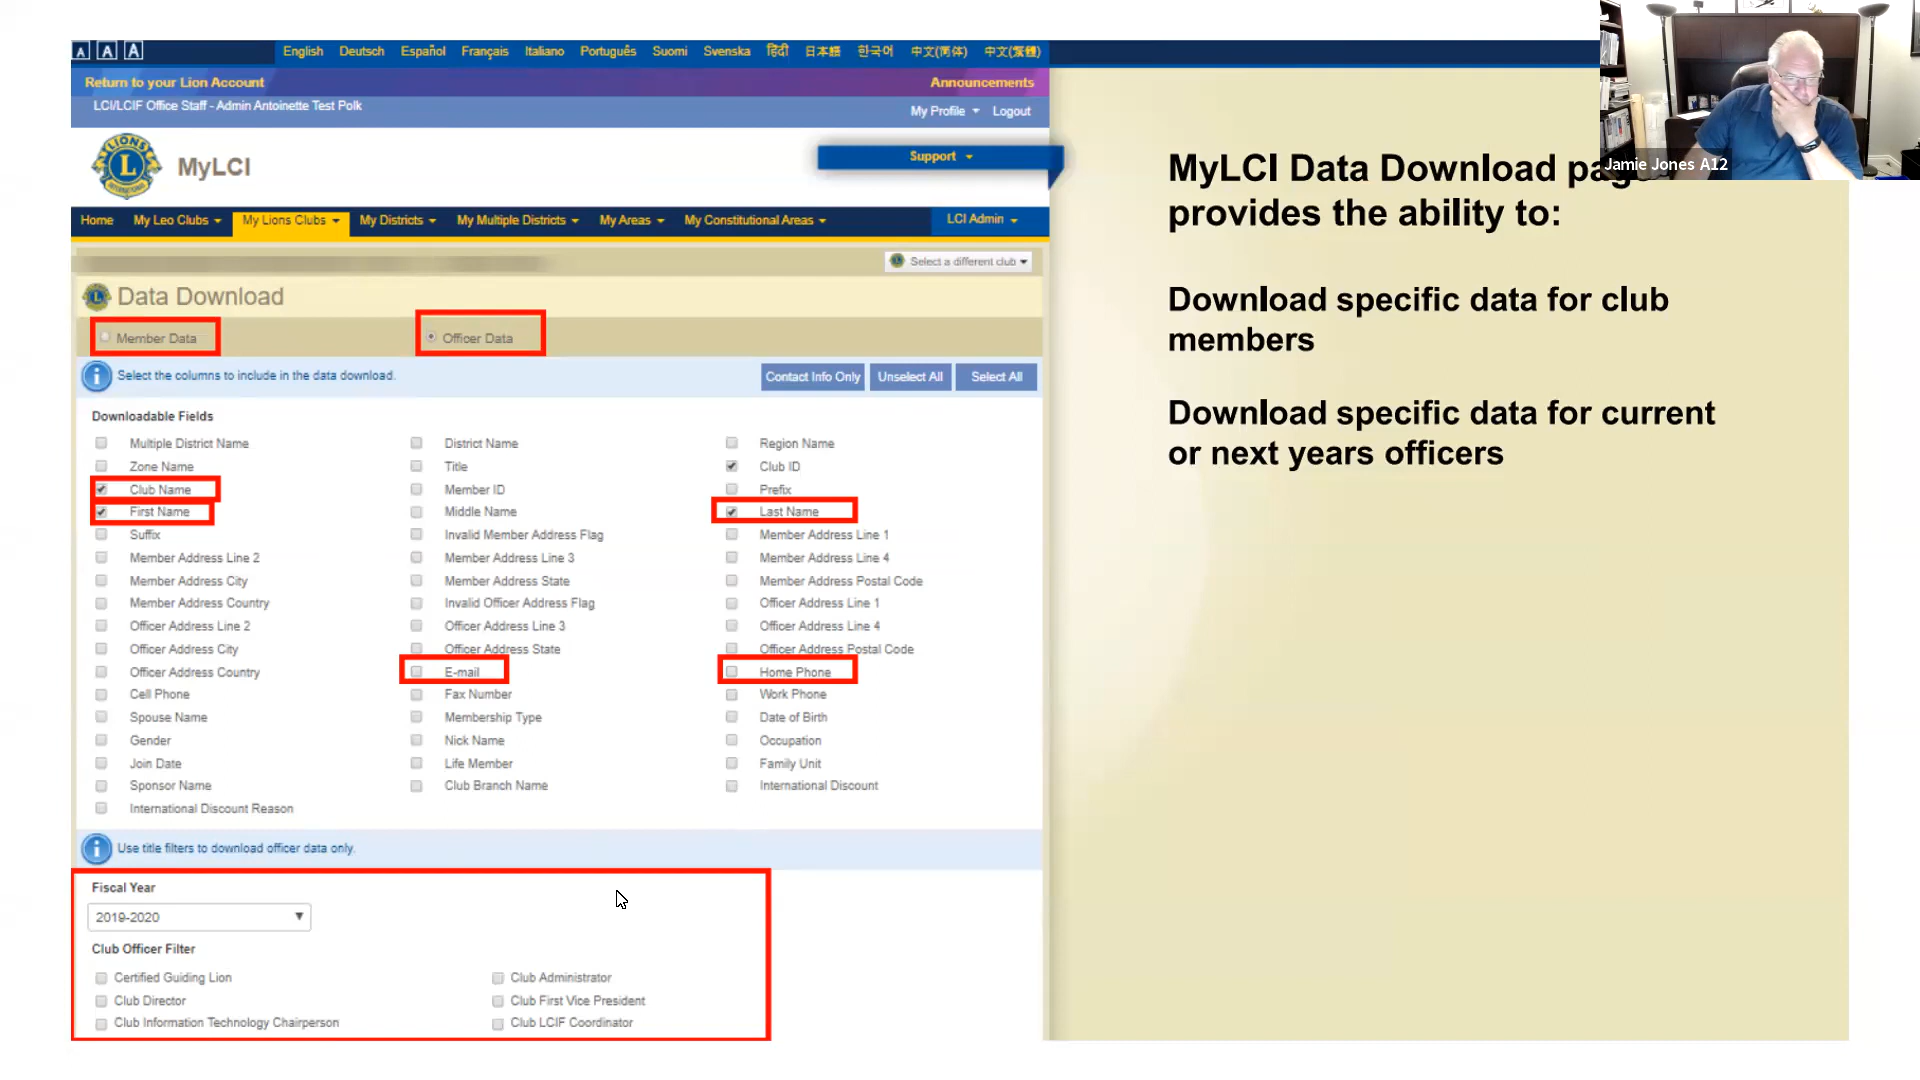 A A A English Deutsch Español Français Italiano Português Suomi Svenska हिंदी 日本語 한국어 中文(简体) 中文(繁體)
Return to your Lion Account Announcements
LCI/LCIF Office Staff - Admin Antoinette Test Polk
My Profile Logout
L MyLCI
Support
Home My Leo Clubs My Lions Clubs My Districts My Multiple Districts My Areas My Constitutional Areas LCI Admin
Select a different club
Data Download
Member Data Officer Data
Select the columns to include in the data download. Contact Info Only Unselect All Select All
Downloadable Fields
Multiple District Name District Name Region Name
Zone Name Title Club ID
Club Name Member ID Prefix
First Name Middle Name Last Name
Suffix Invalid Member Address Flag Member Address Line 1
Member Address Line 2 Member Address Line 3 Member Address Line 4
Member Address City Member Address State Member Address Postal Code
Member Address Country Invalid Officer Address Flag Officer Address Line 1
Officer Address Line 2 Officer Address Line 3 Officer Address Line 4
Officer Address City Officer Address State Officer Address Postal Code
Officer Address Country E-mail Home Phone
Cell Phone Fax Number Work Phone
Spouse Name Membership Type Date of Birth
Gender Nick Name Occupation
Join Date Life Member Family Unit
Sponsor Name Club Branch Name International Discount
International Discount Reason
Use title filters to download officer data only.
Fiscal Year
2019-2020
Club Officer Filter
Certified Guiding Lion Club Administrator
Club Director Club First Vice President
Club Information Technology Chairperson Club LCIF Coordinator
MyLCI Data Download
provides the ability to:
Download specific data for club
members
Download specific data for current
or next years officers
Jamie Jones A12